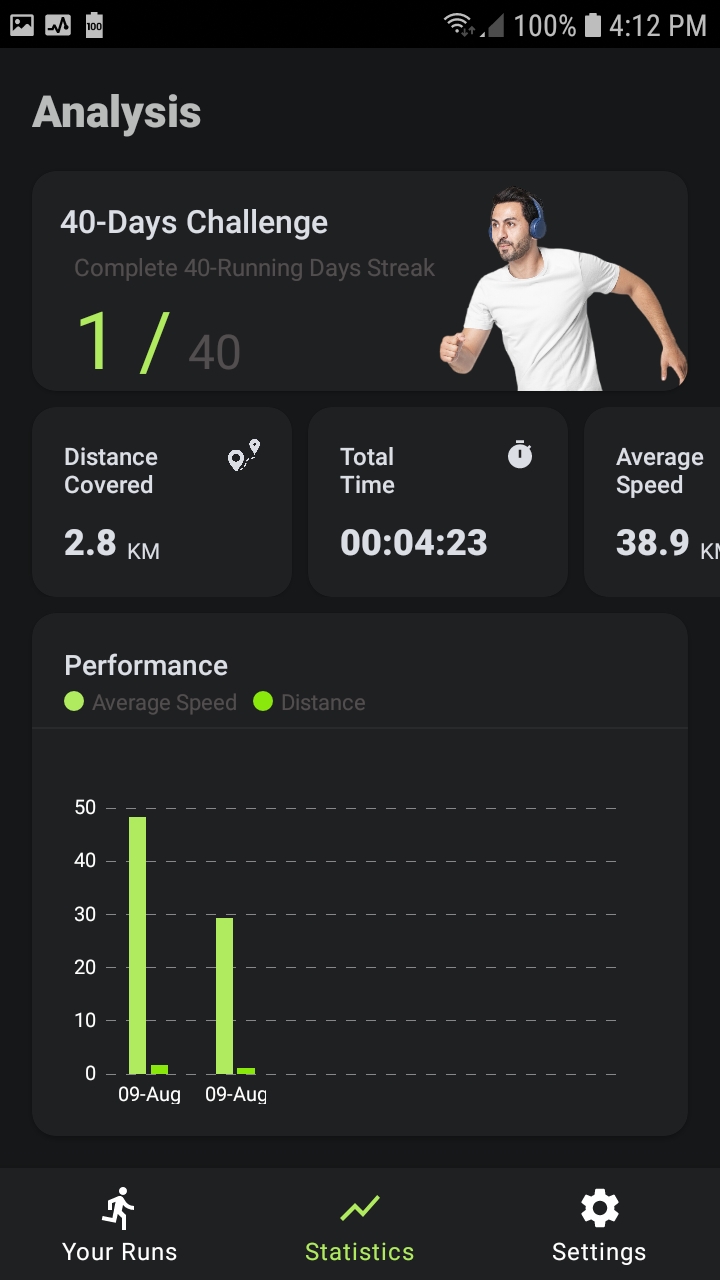 100
100% 4:12 PM
Analysis
40-Days Challenge
Complete 40-Running Days Streak
1 / 40
Distance
Covered
2.8 KM
Total
Time
00:04:23
Average
Speed
38.9
Performance
Average Speed Distance
50
40
30
20
10
0
09-Aug 09-Aug
Your Runs Statistics Settings